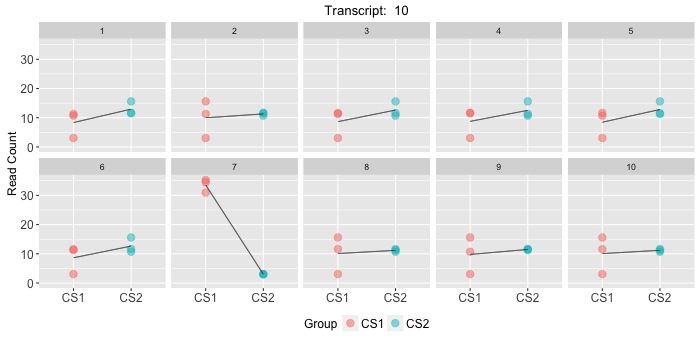 Transcript: 10
1 2 3 4 5
30
20
10
0
Read Count
6 7 8 9 10
30
20
10
0
CS1 CS2 CS1 CS2 CS1 CS2 CS1 CS2 CS1 CS2
Group CS1 CS2